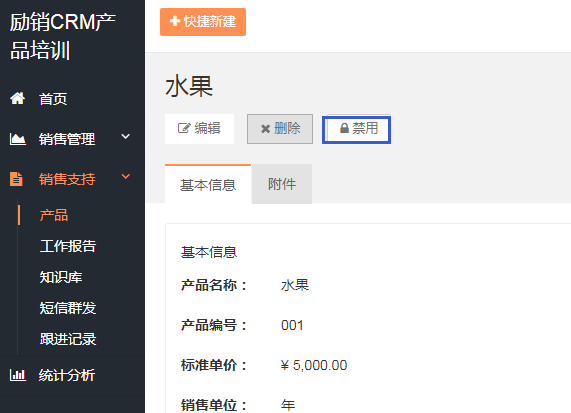 励销CRM产
品培训
快捷新建
首页
销售管理
销售支持
产品
工作报告
知识库
短信群发
跟进记录
统计分析
水果
编辑 删除 禁用
基本信息 附件
基本信息
产品名称： 水果
产品编号： 001
标准单价： ¥ 5,000.00
销售单位： 年